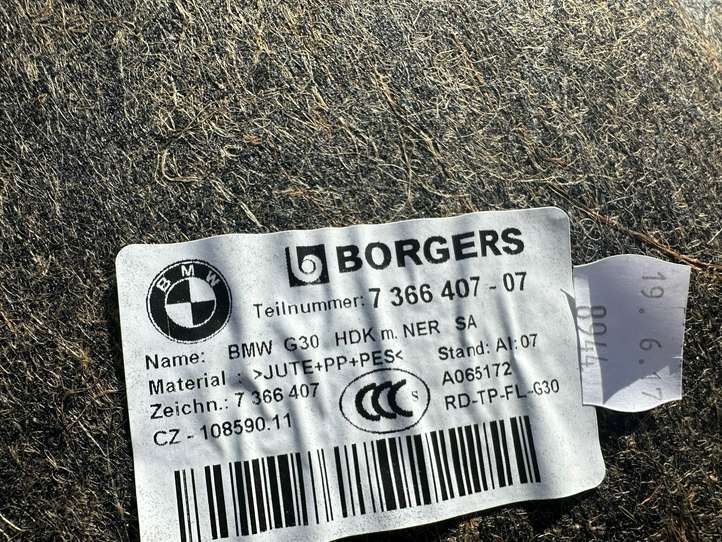 BMW
BORGERS
Teilnummer: 7 366 407 - 07
Name: BMW G30 HDK m. NER SA
Material : >JUTE+PP+PES< Stand: AI:07
Zeichn.: 7 366 407 A065172
CZ - 108590.11 CCC S RD-TP-FL-G30
19. 6. 17
8944